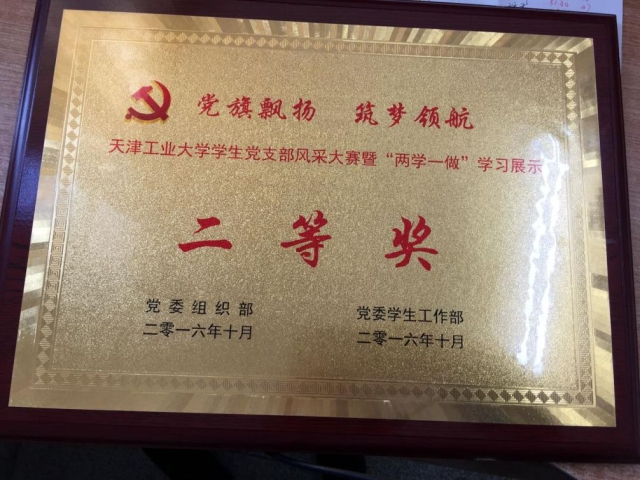 党旗飘扬 筑梦领航
天津工业大学学生党支部风采大赛暨“两学一做”学习展示
二等奖
党委组织部
二零一六年十月
党委学生工作部
二零一六年十月